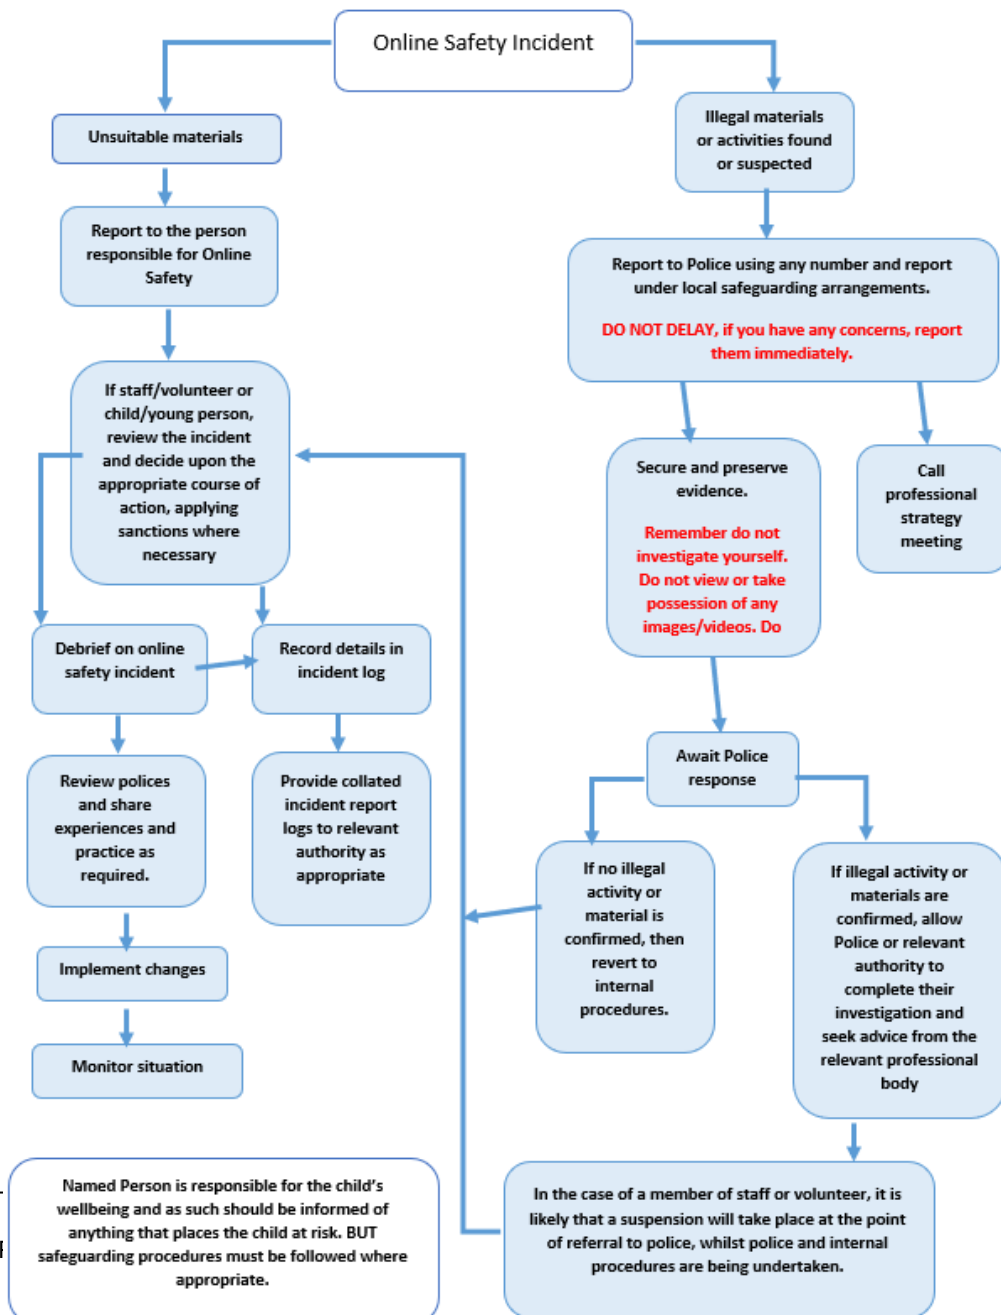 Online Safety Incident
Unsuitable materials
Report to the person
responsible for Online
Safety
If staff/volunteer or
child/young person,
review the incident
and decide upon the
appropriate course of
action, applying
sanctions where
necessary
Debrief on online
safety incident
Record details in
incident log
Review polices
and share
experiences and
practice as
required.
Provide collated
incident report
logs to relevant
authority as
appropriate
Implement changes
Monitor situation
Illegal materials
or activities found
or suspected
Report to Police using any number and report
under local safeguarding arrangements.
DO NOT DELAY, if you have any concerns, report
them immediately.
Secure and preserve
evidence.
Remember do not
investigate yourself.
Do not view or take
possession of any
images/videos. Do
Call
professional
strategy
meeting
Await Police
response
If no illegal
activity or
material is
confirmed, then
revert to
internal
procedures.
If illegal activity or
materials are
confirmed, allow
Police or relevant
authority to
complete their
investigation and
seek advice from the
relevant professional
body
Named Person is responsible for the child's
wellbeing and as such should be informed of
anything that places the child at risk. BUT
safeguarding procedures must be followed where
appropriate.
In the case of a member of staff or volunteer, it is
likely that a suspension will take place at the point
of referral to police, whilst police and internal
procedures are being undertaken.